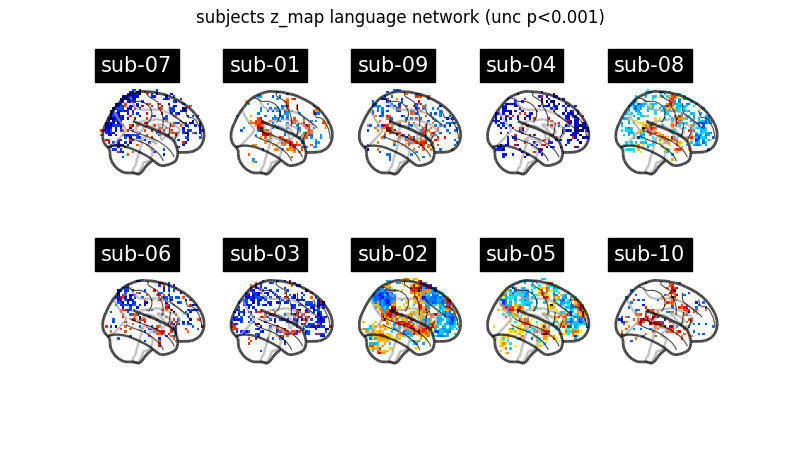 subjects z_map language network (unc p<0.001)
sub-07 sub-01 sub-09 sub-04 sub-08
sub-06 sub-03 sub-02 sub-05 sub-10